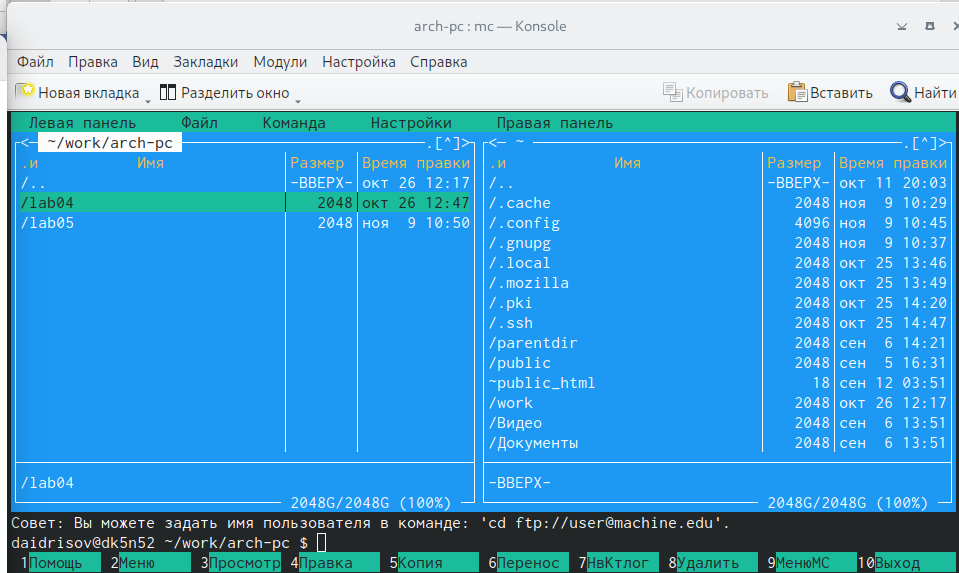 arch-pc : mc — Konsole
Файл Правка Вид Закладки Модули Настройка Справка
Новая вкладка Разделить окно Копировать Вставить Найти
Левая панель Файл Команда Настройки Правая панель
<— ~/work/arch-pc .[^]> <— ~ .[^]>
.и Имя Размер Время правки .и Имя Размер Время правки
/.. -ВВЕРХ- окт 26 12:17 /.. -ВВЕРХ- окт 11 20:03
/lab04 2048 окт 26 12:47 /.cache 2048 ноя 9 10:29
/lab05 2048 ноя 9 10:50 /.config 4096 ноя 9 10:45
/.gnupg 2048 ноя 9 10:37
/.local 2048 окт 25 13:46
/.mozilla 2048 окт 25 13:49
/.pki 2048 окт 25 14:20
/.ssh 2048 окт 25 14:47
/parentdir 2048 сен 6 14:21
/public 2048 сен 5 16:31
~public_html 18 сен 12 03:51
/work 2048 окт 26 12:17
/Видео 2048 сен 6 13:51
/Документы 2048 сен 6 13:51
/lab04 -ВВЕРХ-
2048G/2048G (100%) 2048G/2048G (100%)
Совет: Вы можете задать имя пользователя в команде: 'cd ftp://user@machine.edu'.
daidrisov@dk5n52 ~/work/arch-pc $
1Помощь 2Меню 3Просмотр 4Правка 5Копия 6Перенос 7НвКтлог 8Удалить 9МенюМС 10Выход